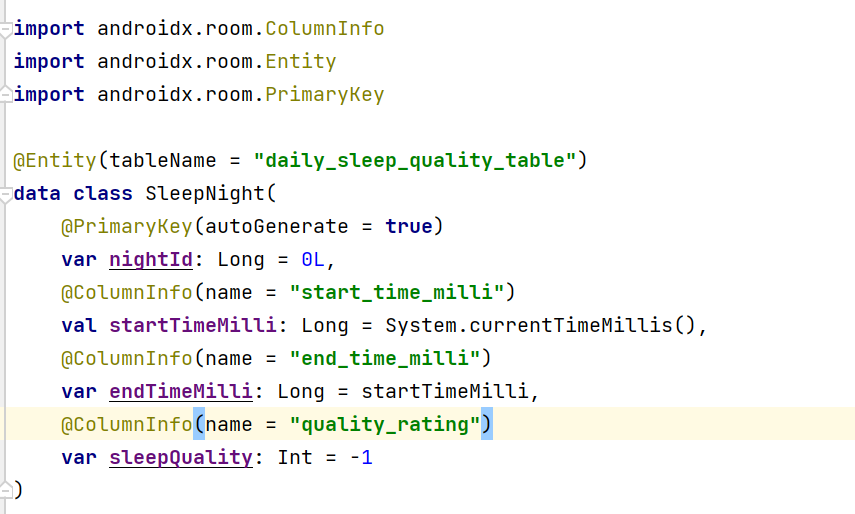 import androidx.room.ColumnInfo
import androidx.room.Entity
import androidx.room.PrimaryKey

@Entity(tableName = "daily_sleep_quality_table")
data class SleepNight(
    @PrimaryKey(autoGenerate = true)
    var nightId: Long = 0L,
    @ColumnInfo(name = "start_time_milli")
    val startTimeMilli: Long = System.currentTimeMillis(),
    @ColumnInfo(name = "end_time_milli")
    var endTimeMilli: Long = startTimeMilli,
    @ColumnInfo(name = "quality_rating")
    var sleepQuality: Int = -1
)